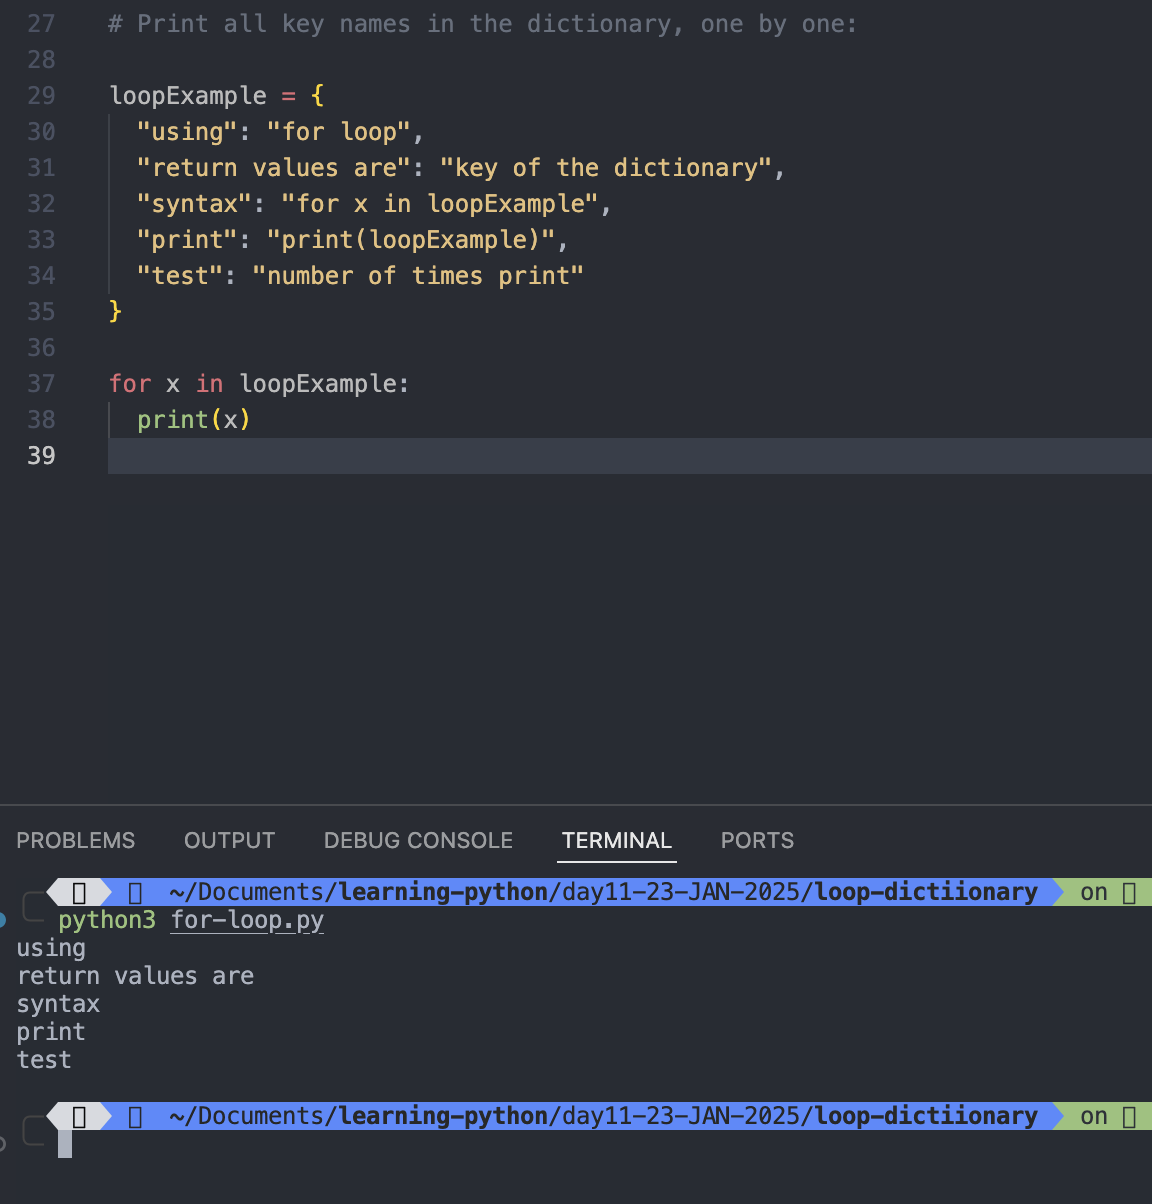 27 # Print all key names in the dictionary, one by one:
28
29 loopExample = {
30 "using": "for loop",
31 "return values are": "key of the dictionary",
32 "syntax": "for x in loopExample",
33 "print": "print(loopExample)",
34 "test": "number of times print"
35 }
36
37 for x in loopExample:
38 print(x)
39
PROBLEMS OUTPUT DEBUG CONSOLE TERMINAL PORTS
~/Documents/learning-python/day11-23-JAN-2025/loop-dictiionary on
python3 for-loop.py
using
return values are
syntax
print
test
~/Documents/learning-python/day11-23-JAN-2025/loop-dictiionary on